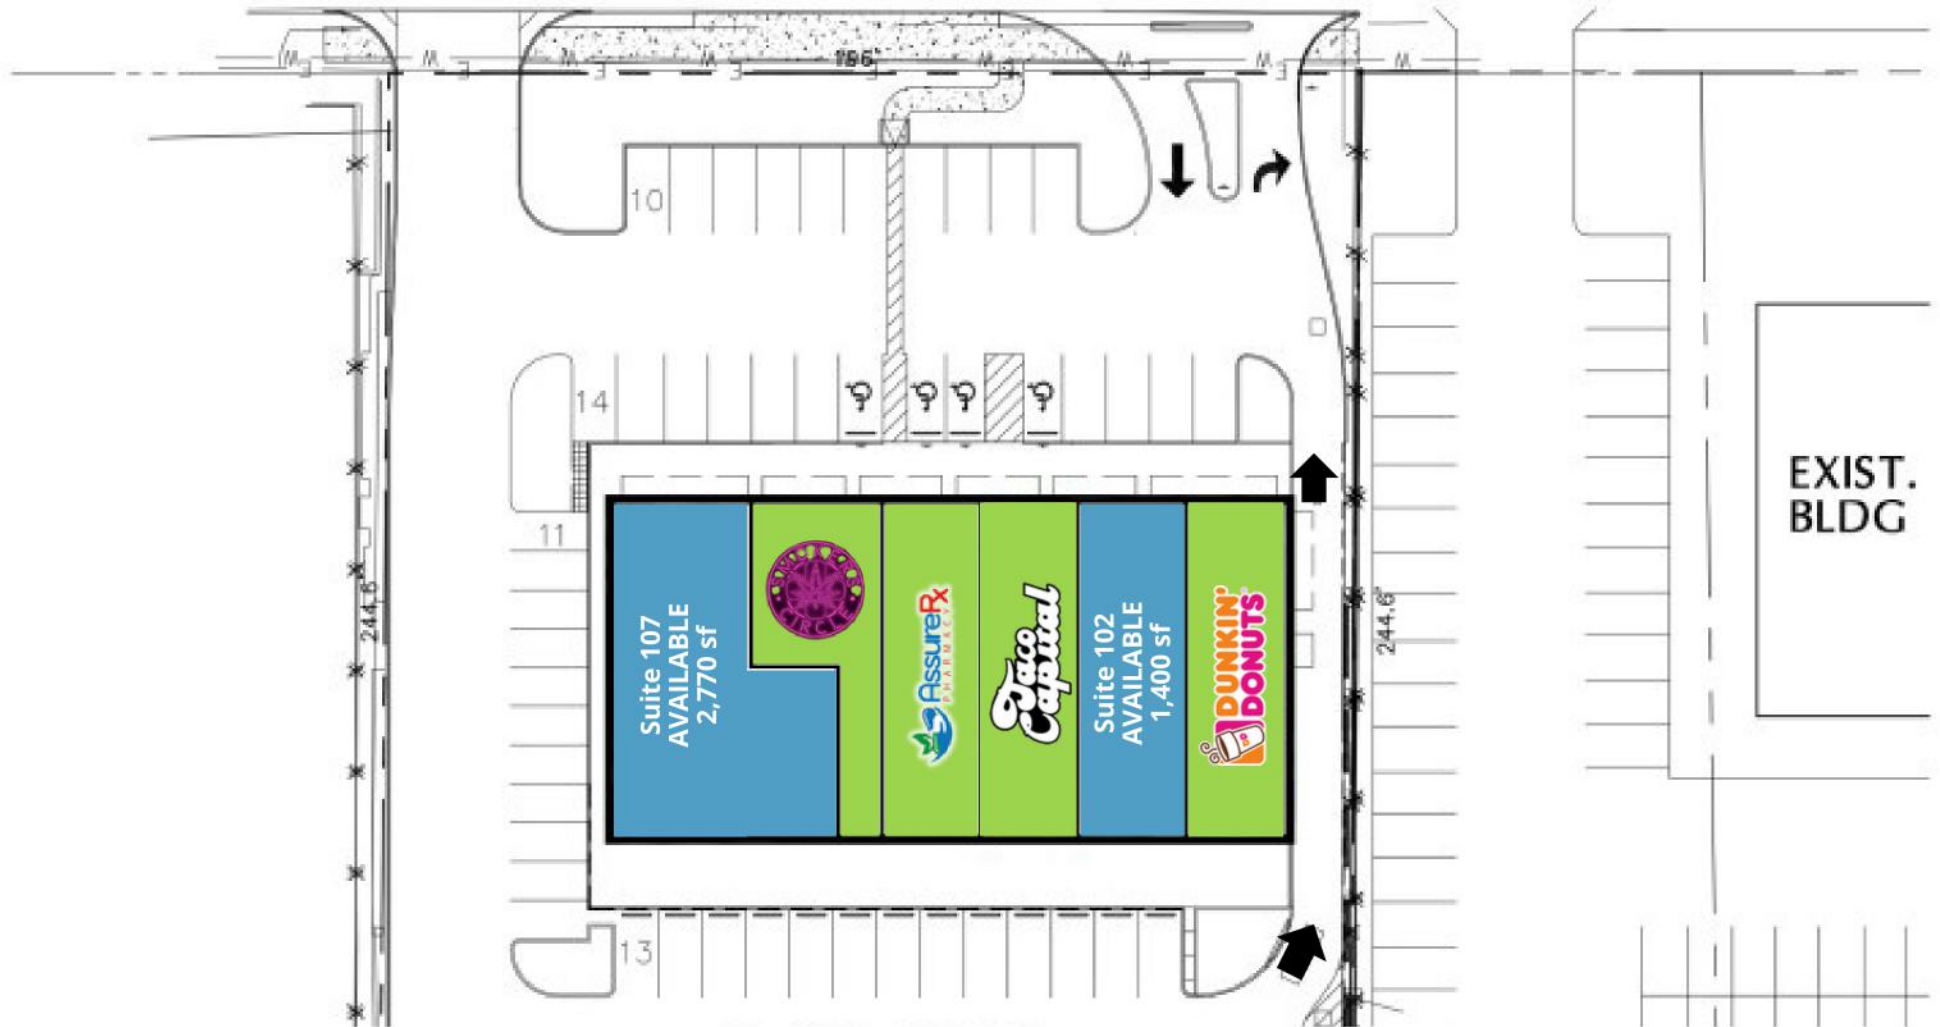 196'
10
14
11
13
244.6'
244.6'
EXIST.
BLDG
Suite 107
AVAILABLE
2,770 sf
CIRCLE
AssureRx
PHARMACY
Taco
Capital
Suite 102
AVAILABLE
1,400 sf
DUNKIN'
DONUTS